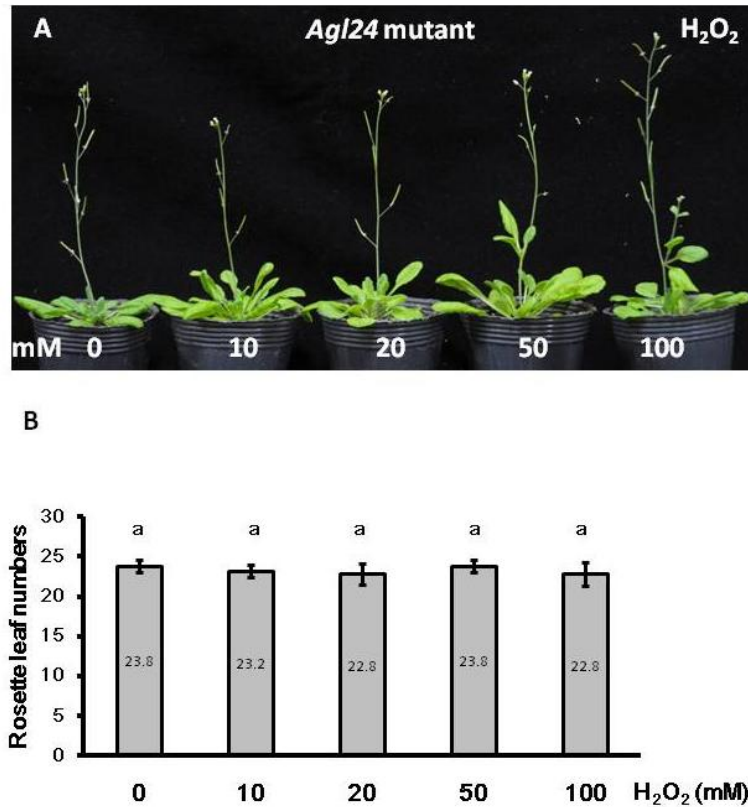 A Agl24 mutant H₂O₂
mM 0 10 20 50 100
B
30
a a a a a
25
20
15
10
5
0
Rosette leaf numbers
23.8 23.2 22.8 23.8 22.8
0 10 20 50 100 H₂O₂ (mM)